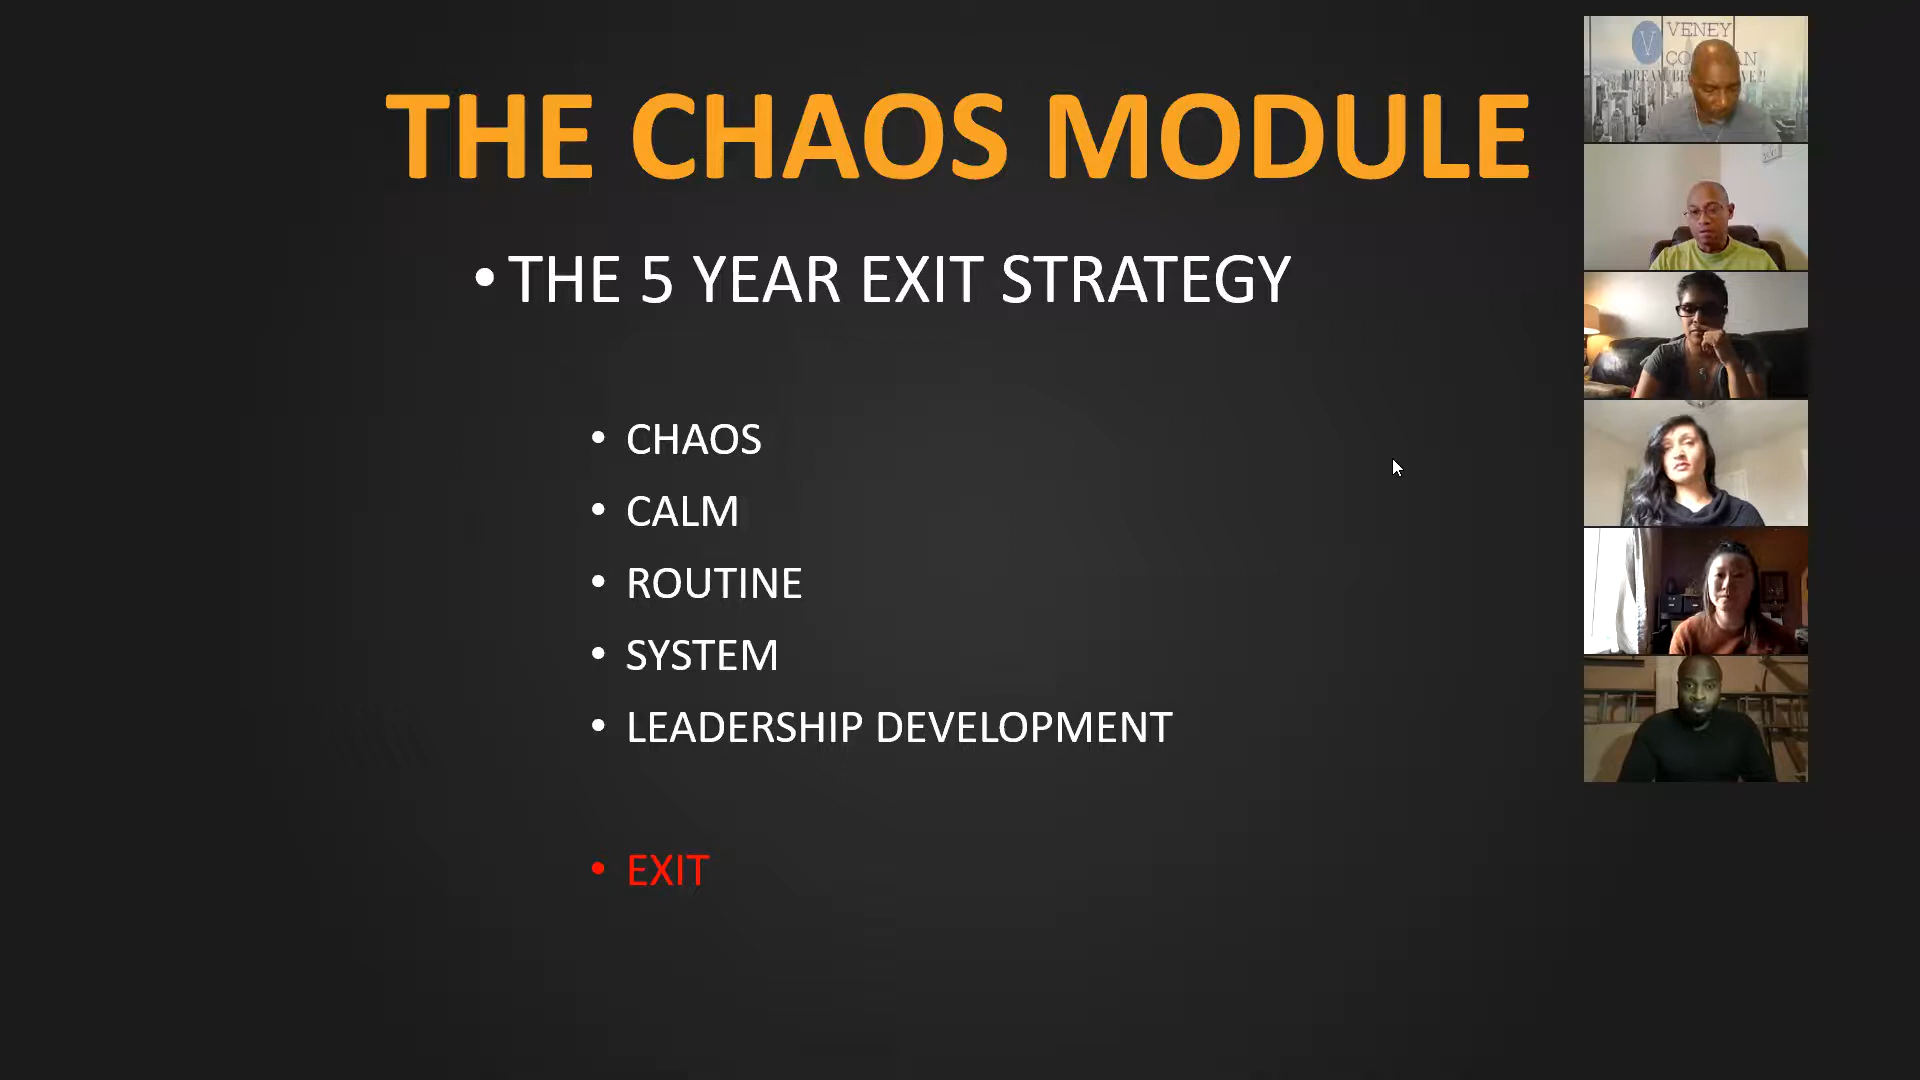 THE CHAOS MODULE
• THE 5 YEAR EXIT STRATEGY
• CHAOS
• CALM
• ROUTINE
• SYSTEM
• LEADERSHIP DEVELOPMENT
• EXIT
V
VENEY